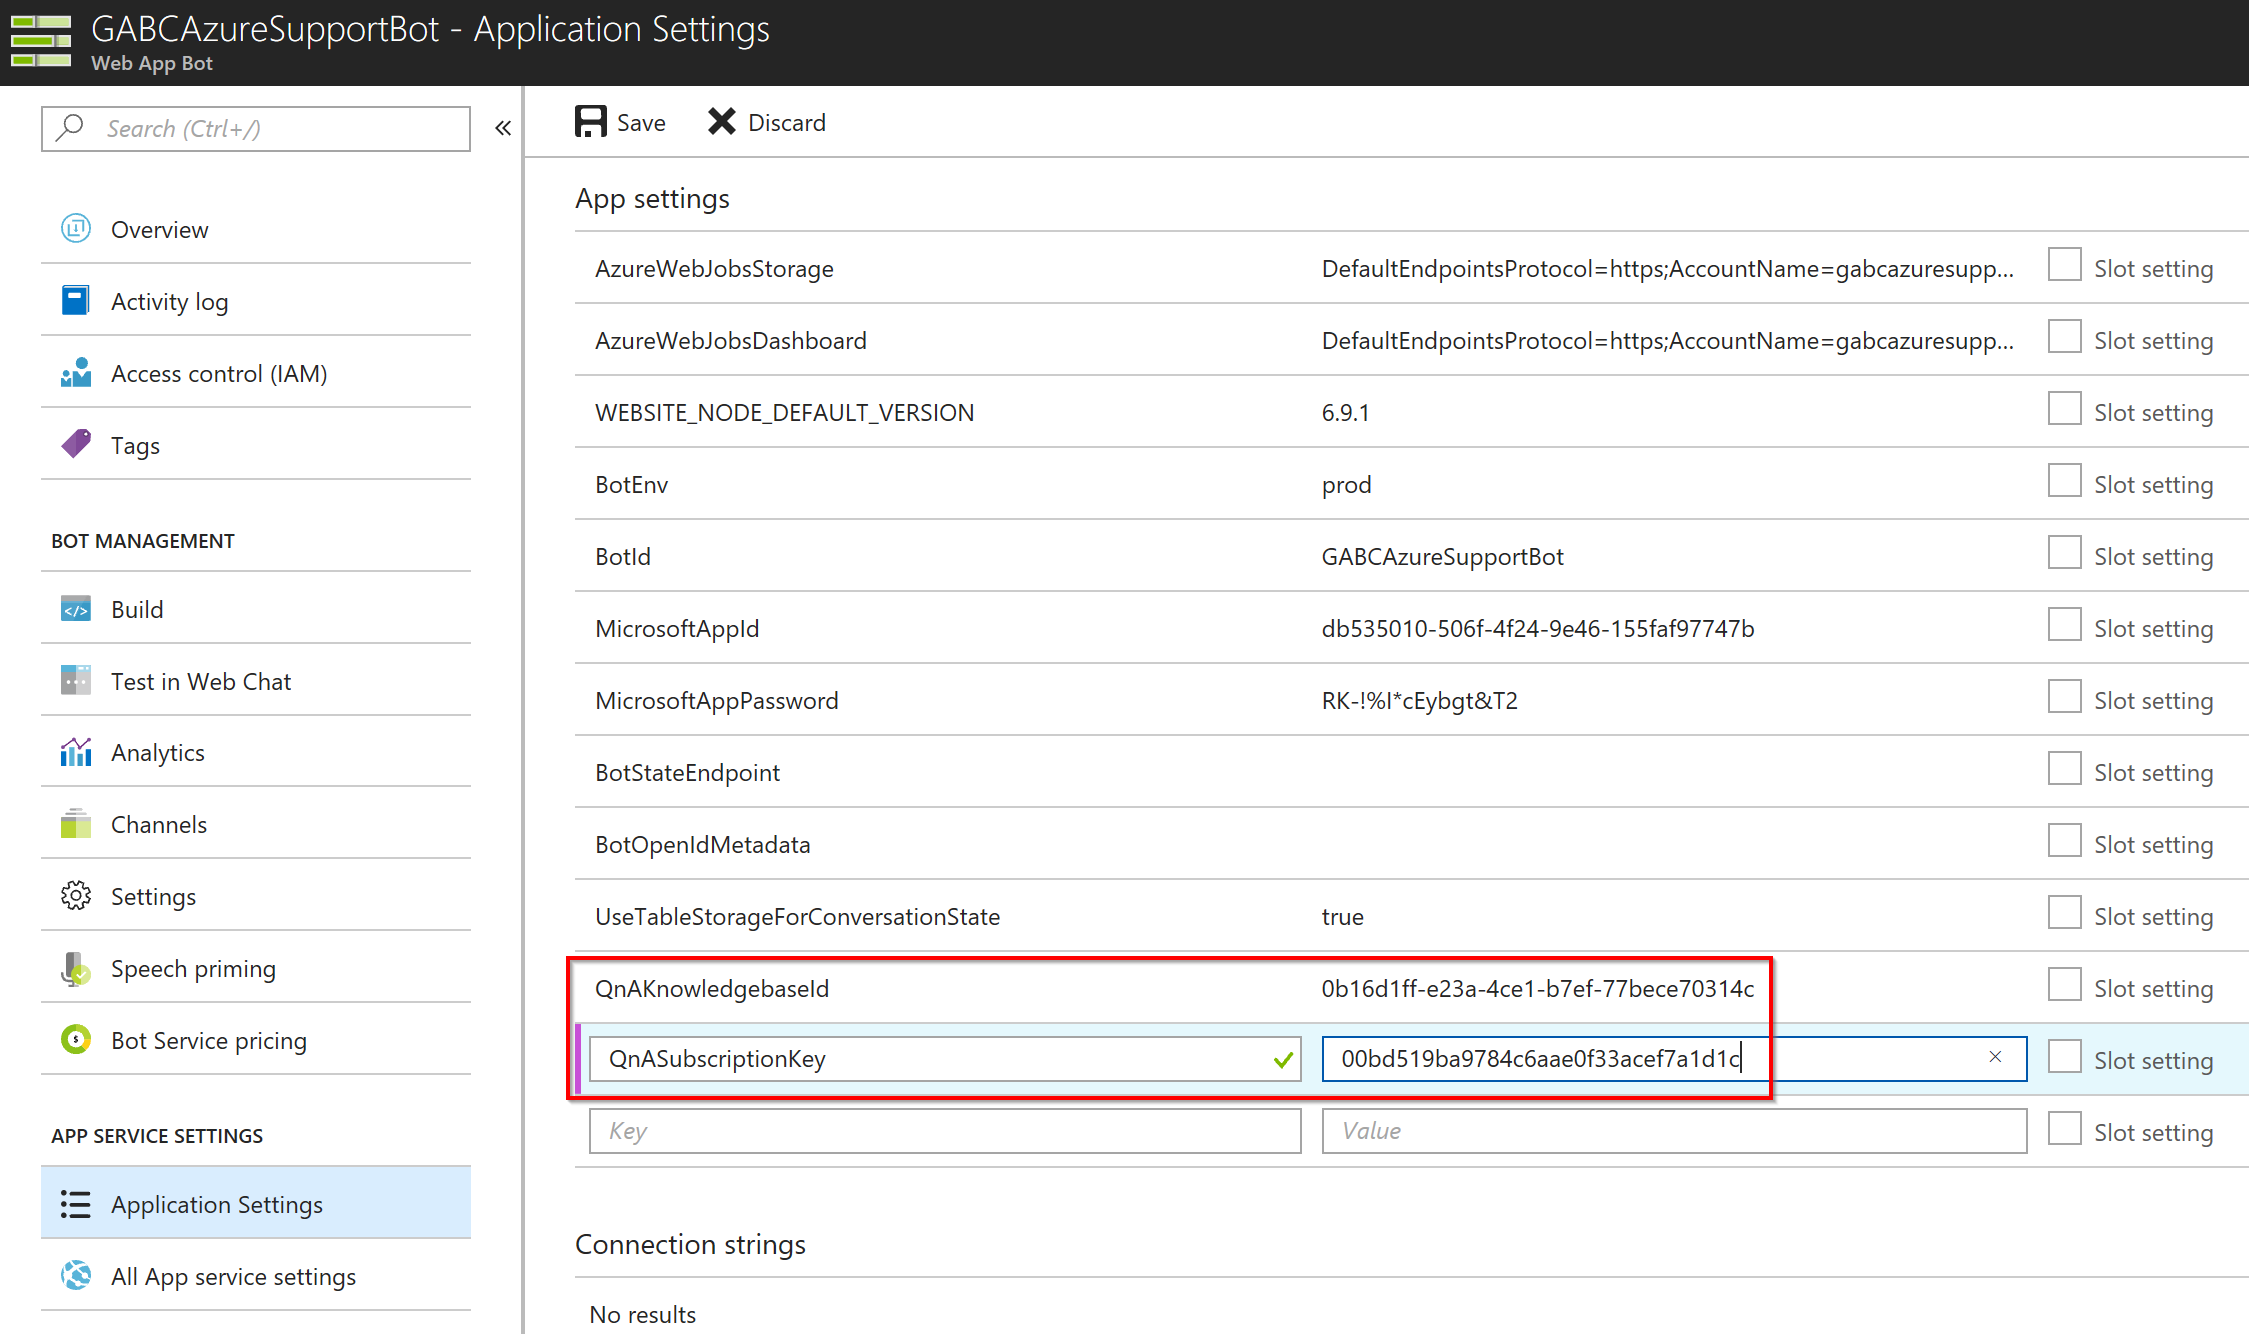 GABCAzureSupportBot - Application Settings
Web App Bot
Search (Ctrl+/)
Overview
Activity log
Access control (IAM)
Tags
BOT MANAGEMENT
Build
Test in Web Chat
Analytics
Channels
Settings
Speech priming
Bot Service pricing
APP SERVICE SETTINGS
Application Settings
All App service settings
Save Discard
App settings
AzureWebJobsStorage DefaultEndpointsProtocol=https;AccountName=gabcazuresupp... Slot setting
AzureWebJobsDashboard DefaultEndpointsProtocol=https;AccountName=gabcazuresupp... Slot setting
WEBSITE_NODE_DEFAULT_VERSION 6.9.1 Slot setting
BotEnv prod Slot setting
BotId GABCAzureSupportBot Slot setting
MicrosoftAppId db535010-506f-4f24-9e46-155faf97747b Slot setting
MicrosoftAppPassword RK-!%I*cEybgt&T2 Slot setting
BotStateEndpoint Slot setting
BotOpenIdMetadata Slot setting
UseTableStorageForConversationState true Slot setting
QnAKnowledgebaseId 0b16d1ff-e23a-4ce1-b7ef-77bece70314c Slot setting
QnASubscriptionKey 00bd519ba9784c6aae0f33acef7a1d1c Slot setting
Key Value Slot setting
Connection strings
No results